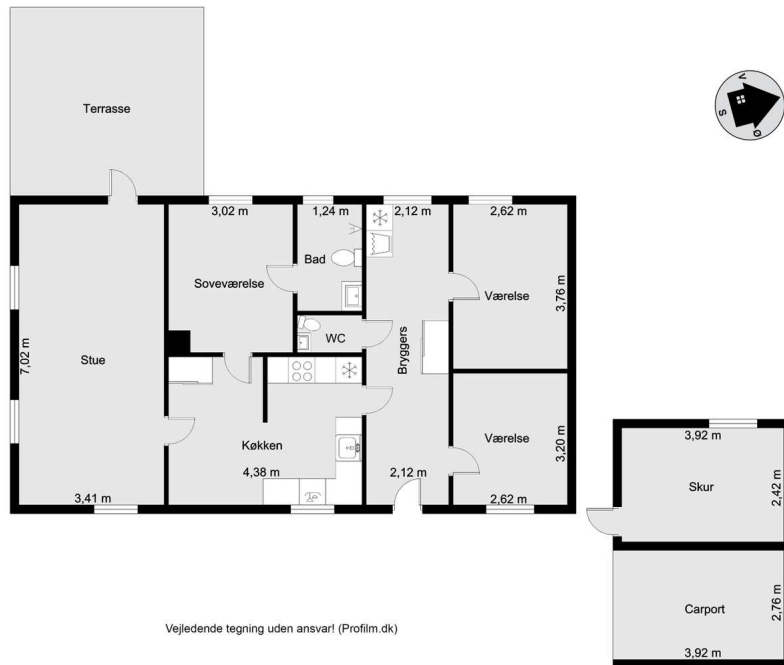 Terrasse
V
S
Ø
3,02 m
1,24 m
2,12 m
2,62 m
Bad
Soveværelse
Værelse
3,76 m
WC
Bryggers
7,02 m
Stue
Køkken
4,38 m
2,12 m
Værelse
3,20 m
3,41 m
2,62 m
3,92 m
Skur
2,42 m
Carport
2,76 m
3,92 m
Vejledende tegning uden ansvar! (Profilm.dk)